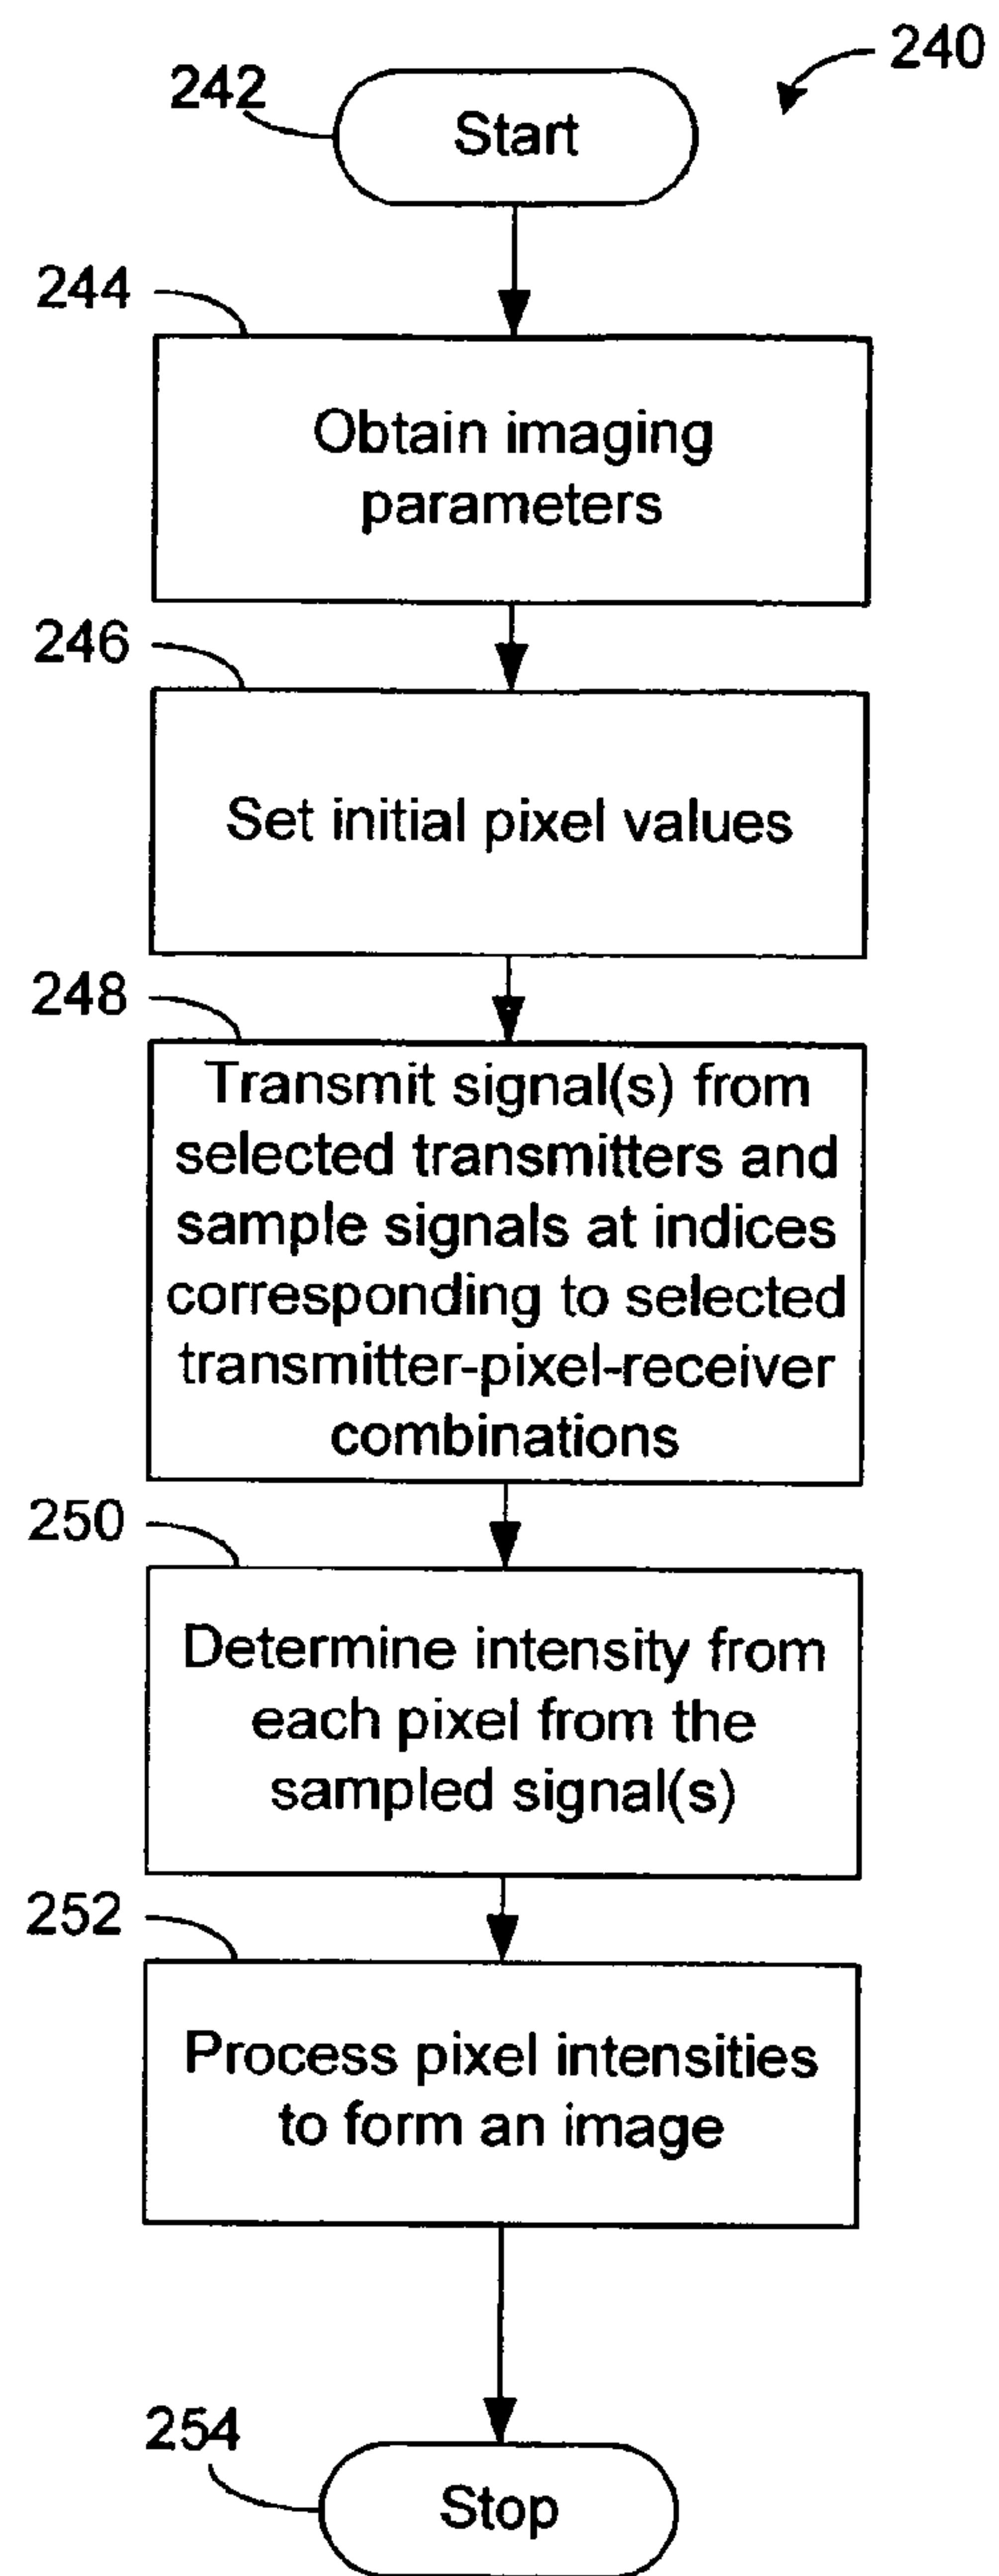 240
242
Start
244
Obtain imaging
parameters
246
Set initial pixel values
248
Transmit signal(s) from
selected transmitters and
sample signals at indices
corresponding to selected
transmitter-pixel-receiver
combinations
250
Determine intensity from
each pixel from the
sampled signal(s)
252
Process pixel intensities
to form an image
254
Stop